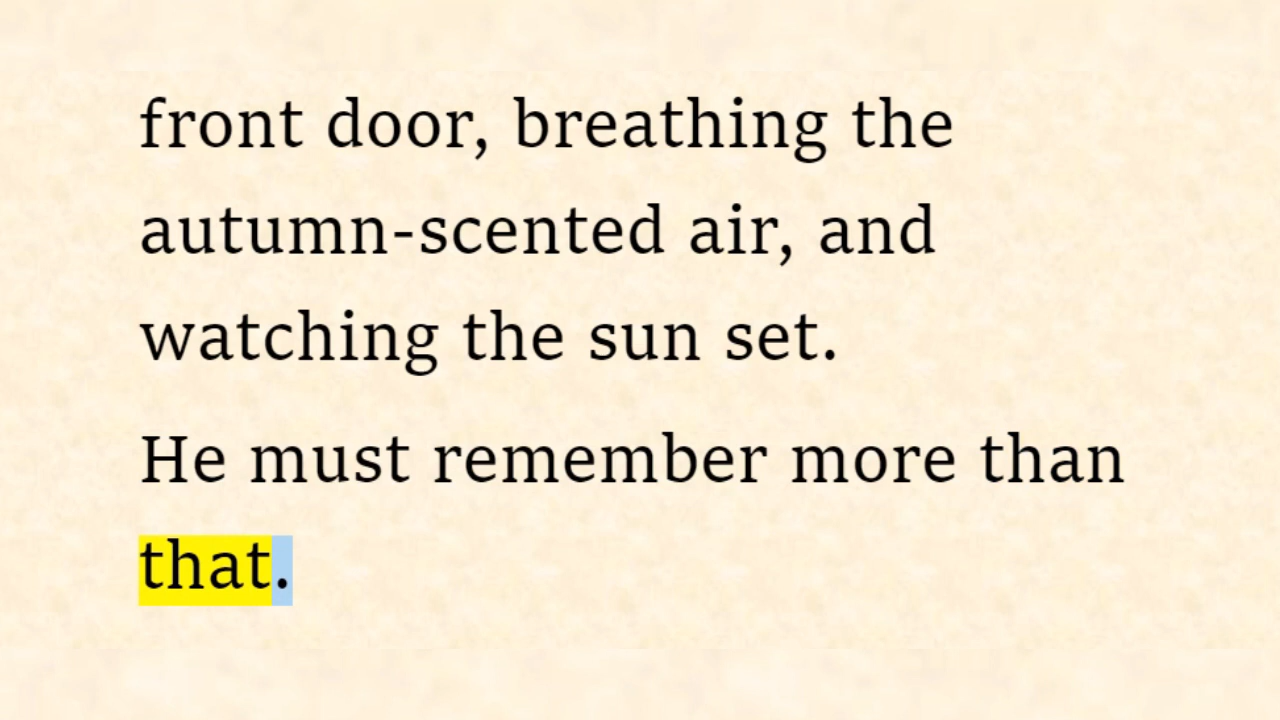 front door, breathing the
autumn-scented air, and
watching the sun set.
He must remember more than
that.